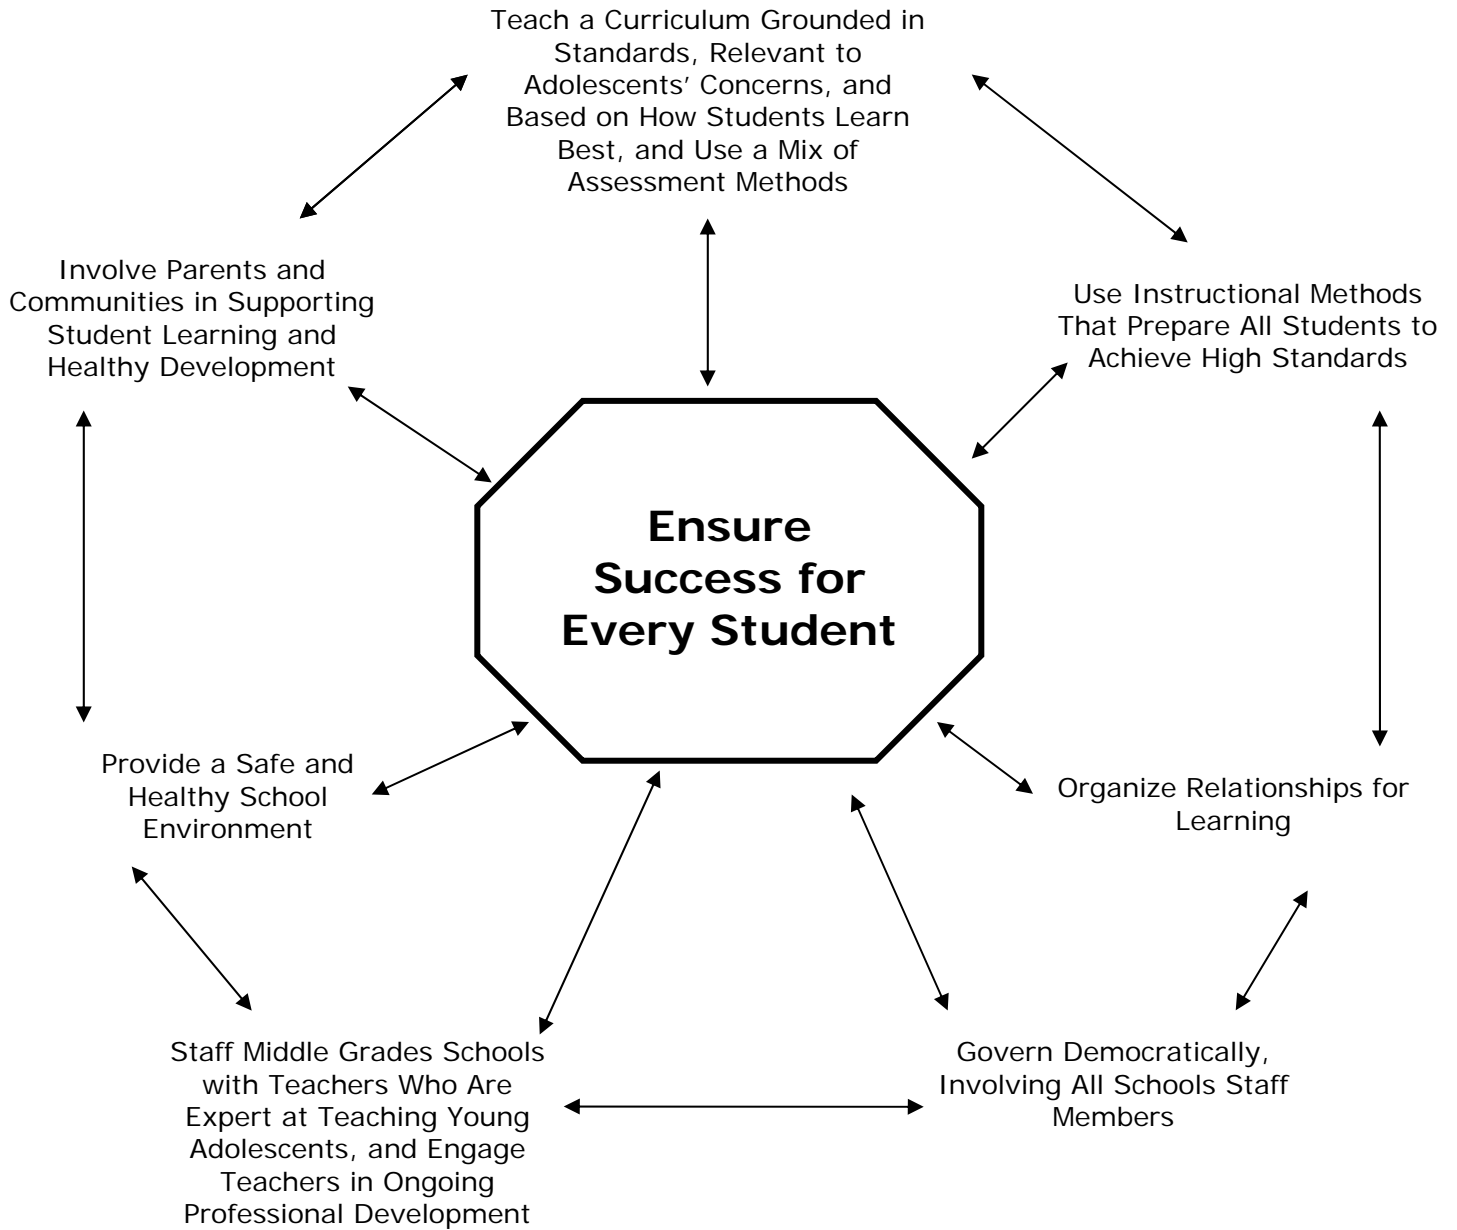 Teach a Curriculum Grounded in
Standards, Relevant to
Adolescents’ Concerns, and
Based on How Students Learn
Best, and Use a Mix of
Assessment Methods
Involve Parents and
Communities in Supporting
Student Learning and
Healthy Development
Use Instructional Methods
That Prepare All Students to
Achieve High Standards
Ensure
Success for
Every Student
Provide a Safe and
Healthy School
Environment
Organize Relationships for
Learning
Staff Middle Grades Schools
with Teachers Who Are
Expert at Teaching Young
Adolescents, and Engage
Teachers in Ongoing
Professional Development
Govern Democratically,
Involving All Schools Staff
Members